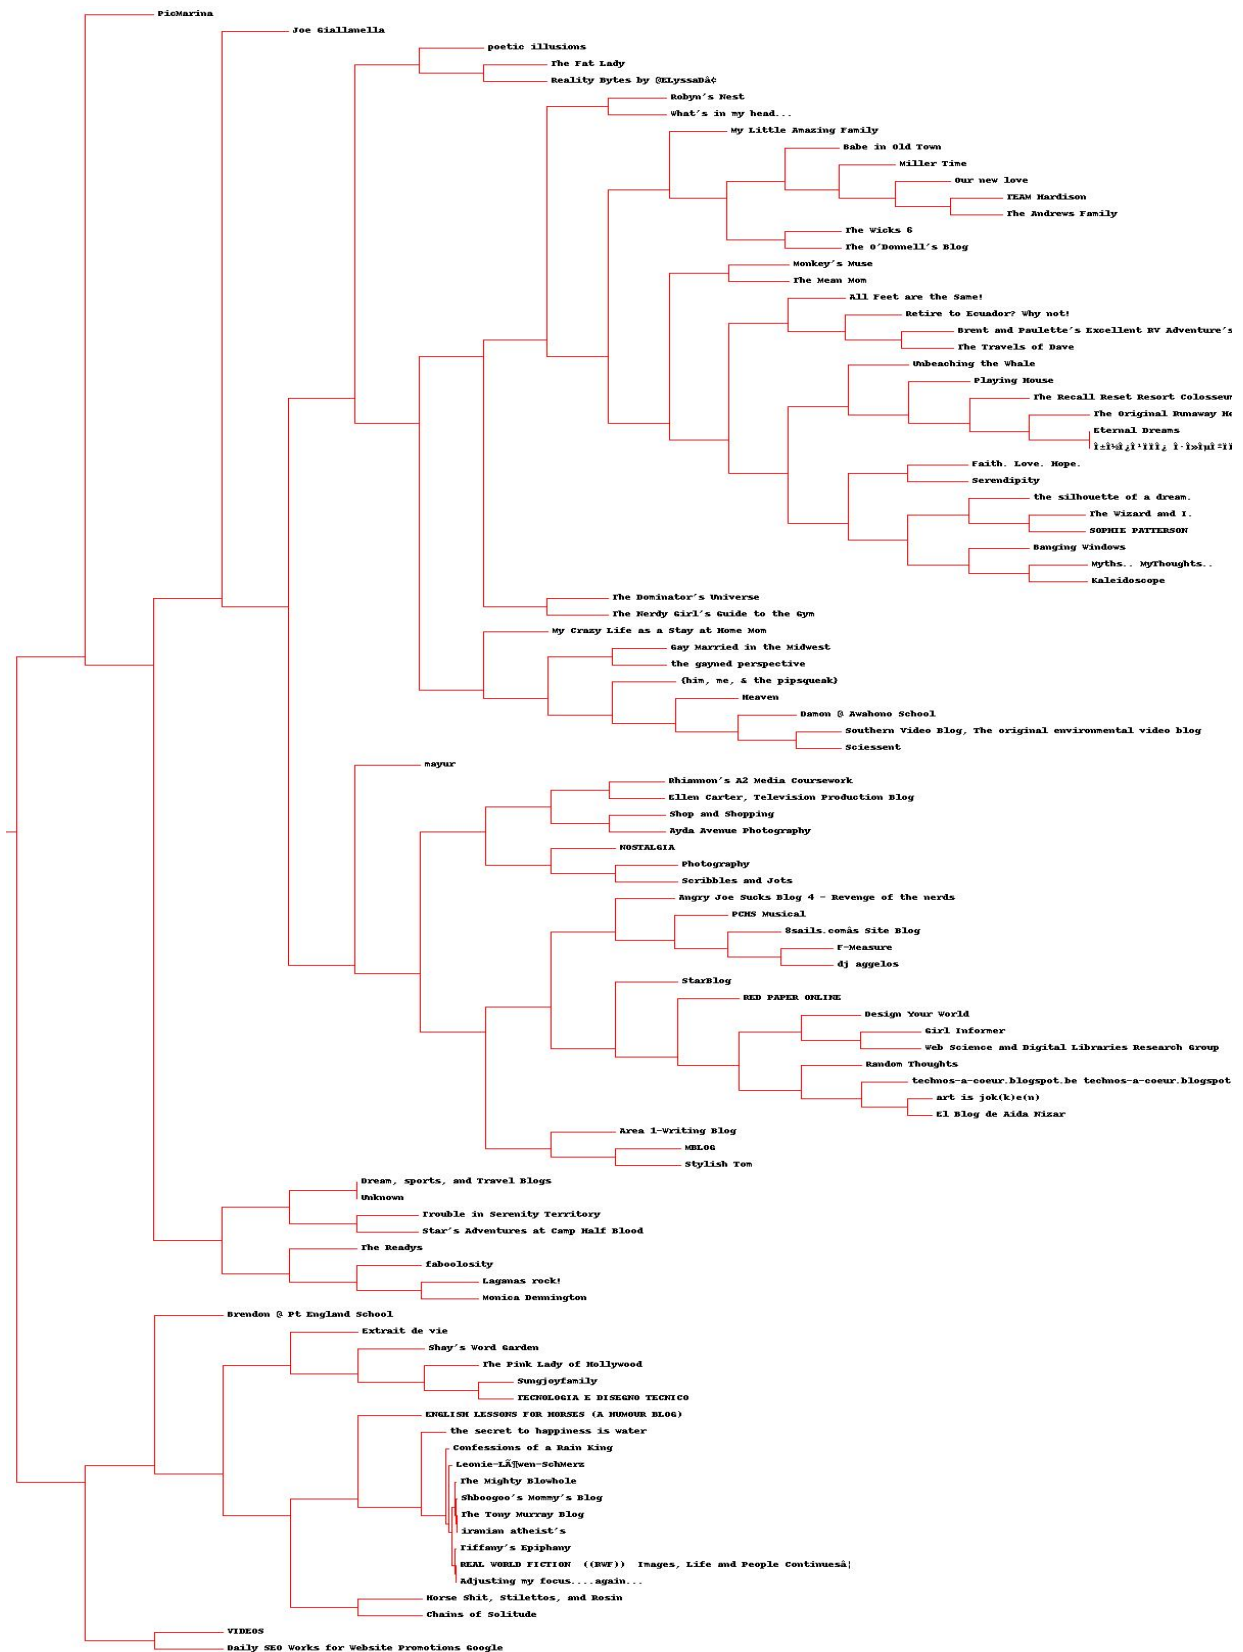 PicMarina
Joe Giallanella
poetic illusions
The Fat Lady
Reality Bytes by @ELyssaDâ¢
Robyn's Nest
What's in my head...
My Little Amazing Family
Babe in Old Town
Miller Time
Our new love
TEAM Hardison
The Andrews Family
The Wicks 6
The O'Donnell's Blog
Monkey's Muse
The Mean Mom
All Feet are the Same!
Retire to Ecuador? Why not!
Brent and Paulette's Excellent RV Adventure's
The Travels of Dave
Unbeaching the Whale
Playing House
The Recall Reset Resort Colosseum
The Original Runaway
Eternal Dreams
Faith. Love. Hope.
Serendipity
the silhouette of a dream.
The Wizard and I.
SOPHIE PATTERSON
Banging Windows
Myths.. MyThoughts..
Kaleidoscope
The Dominator's Universe
The Nerdy Girl's Guide to the Gym
My Crazy Life as a Stay at Home Mom
Gay Married in the Midwest
the gayned perspective
{him, me, & the pipsqueak}
Heaven
Damon @ Awahono School
Southern Video Blog, The original environmental video blog
Sciessent
mayur
Rhiannon's A2 Media Coursework
Ellen Carter, Television Production Blog
Shop and Shopping
Ayda Avenue Photography
NOSTALGIA
Photography
Scribbles and Jots
Angry Joe Sucks Blog 4 - Revenge of the nerds
PCHS Musical
8sails.comâs Site Blog
F-Measure
dj aggelos
StarBlog
RED PAPER ONLINE
Design Your World
Girl Informer
Web Science and Digital Libraries Research Group
Random Thoughts
technos-a-coeur.blogspot.be technos-a-coeur.blogspot
art is jok(k)e(n)
El Blog de Aida Nizar
Area 1-Writing Blog
MBLOG
Stylish Tom
Dream, sports, and Travel Blogs
Unknown
Trouble in Serenity Territory
Star's Adventures at Camp Half Blood
The Readys
faboolosity
Laganas rock!
Monica Dennington
Brendon @ Pt England School
Extrait de vie
Shay's Word Garden
The Pink Lady of Hollywood
Sungjoyfamily
TECNOLOGIA E DISEGNO TECNICO
ENGLISH LESSONS FOR HORSES (A HUMOUR BLOG)
the secret to happiness is water
Confessions of a Rain King
Leonie-LÃ¶wen-SchHerz
The Mighty Blowhole
Shboogoo's Mommy's Blog
The Tony Murray Blog
iranian atheist's
Tiffany's Epiphany
REAL WORLD FICTION ((RWF)) Images, Life and People Continuesâ¦
Adjusting my focus....again...
Horse Shit, Stilettos, and Rosin
Chains of Solitude
VIDEOS
Daily SEO Works for Website Promotions Google